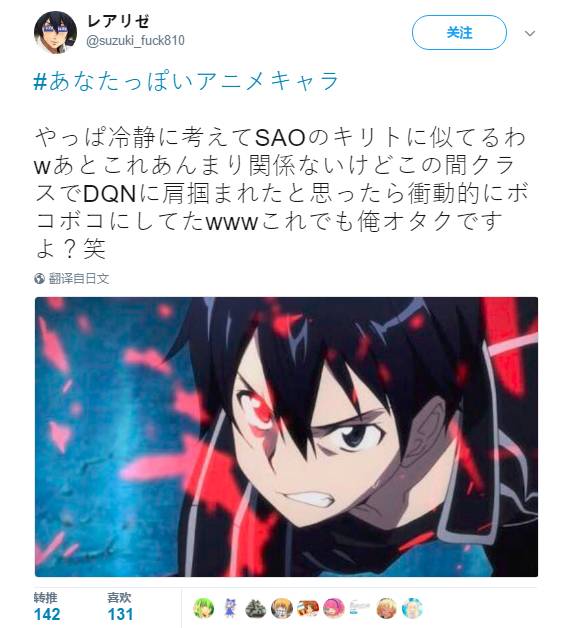 レアリゼ
@suzuki_fuck810
关注
#あなたっぽいアニメキャラ
やっぱ冷静に考えてSAOのキリトに似てるわ
wあとこれあんまり関係ないけどこの間クラ
スでDQNに肩掴まれたと思ったら衝動的にボ
コボコにしてたwwwこれでも俺オタクです
よ？笑
翻译自日文
转推 喜欢
142 131